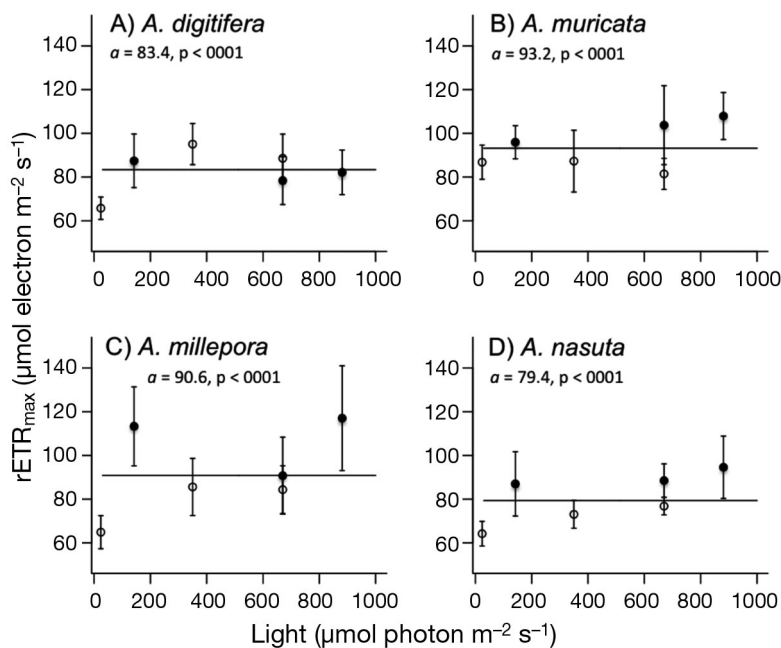 A) A. digitifera
a = 83.4, p < 0001
140
120
100
80
60
0 200 400 600 800 1000
B) A. muricata
a = 93.2, p < 0001
140
120
100
80
60
0 200 400 600 800 1000
C) A. millepora
a = 90.6, p < 0001
140
120
100
80
60
0 200 400 600 800 1000
D) A. nasuta
a = 79.4, p < 0001
140
120
100
80
60
0 200 400 600 800 1000
rETRmax (µmol electron m–2 s–1)
Light (µmol photon m–2 s–1)